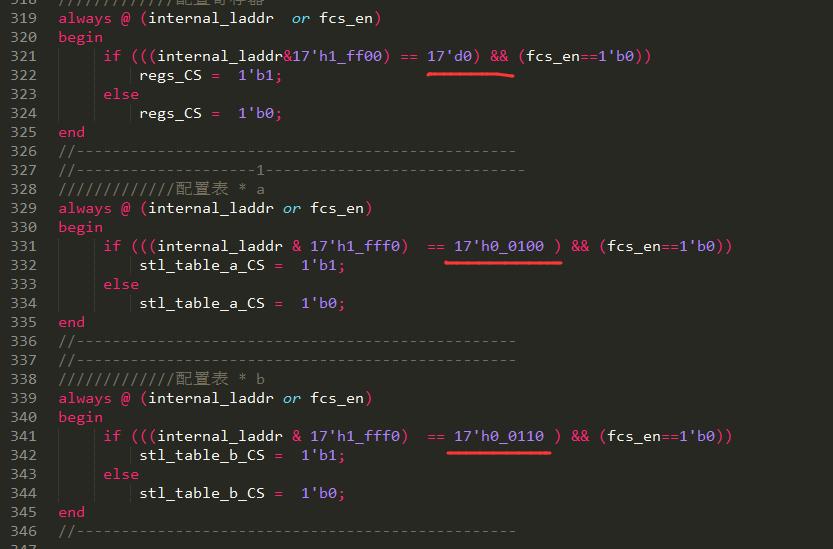 318 /////////////配置寄存器
319 always @ (internal_laddr  or fcs_en)
320 begin
321 if (((internal_laddr&17'h1_ff00) == 17'd0) && (fcs_en==1'b0))
322 regs_CS =  1'b1;
323 else
324 regs_CS =  1'b0;
325 end
326 //-------------------------------------------------
327 //--------------------1-----------------------------
328 /////////////配置表 * a
329 always @ (internal_laddr or fcs_en)
330 begin
331 if (((internal_laddr & 17'h1_fff0)  == 17'h0_0100 ) && (fcs_en==1'b0))
332 stl_table_a_CS =  1'b1;
333 else
334 stl_table_a_CS =  1'b0;
335 end
336 //-------------------------------------------------
337 //-------------------------------------------------
338 /////////////配置表 * b
339 always @ (internal_laddr or fcs_en)
340 begin
341 if (((internal_laddr & 17'h1_fff0)  == 17'h0_0110 ) && (fcs_en==1'b0))
342 stl_table_b_CS =  1'b1;
343 else
344 stl_table_b_CS =  1'b0;
345 end
346 //-------------------------------------------------